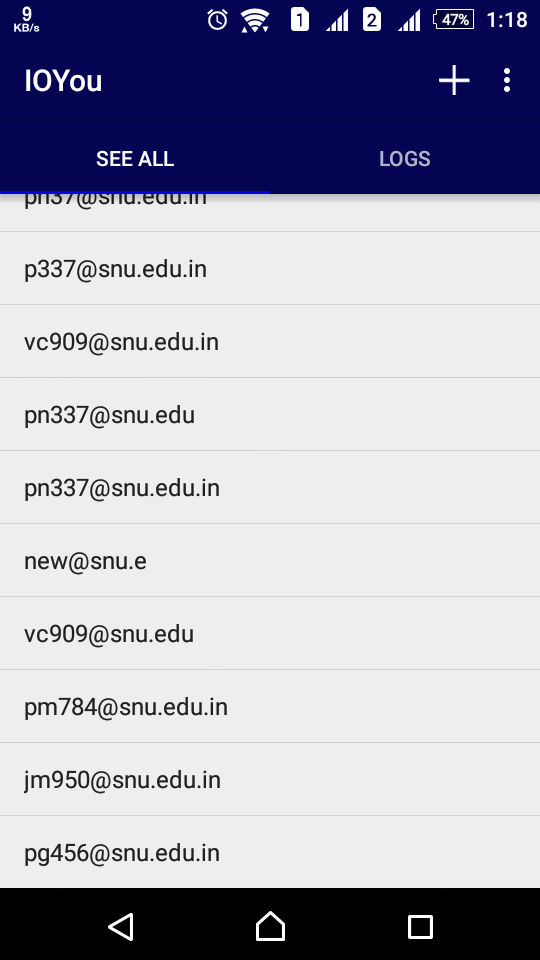 9
KB/s
1
2
47%
1:18
IOYou
SEE ALL
LOGS
pn37@snu.edu.in
p337@snu.edu.in
vc909@snu.edu.in
pn337@snu.edu
pn337@snu.edu.in
new@snu.e
vc909@snu.edu
pm784@snu.edu.in
jm950@snu.edu.in
pg456@snu.edu.in